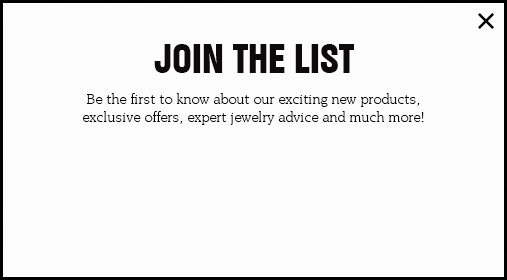 JOIN THE LIST
Be the first to know about our exciting new products,
exclusive offers, expert jewelry advice and much more!